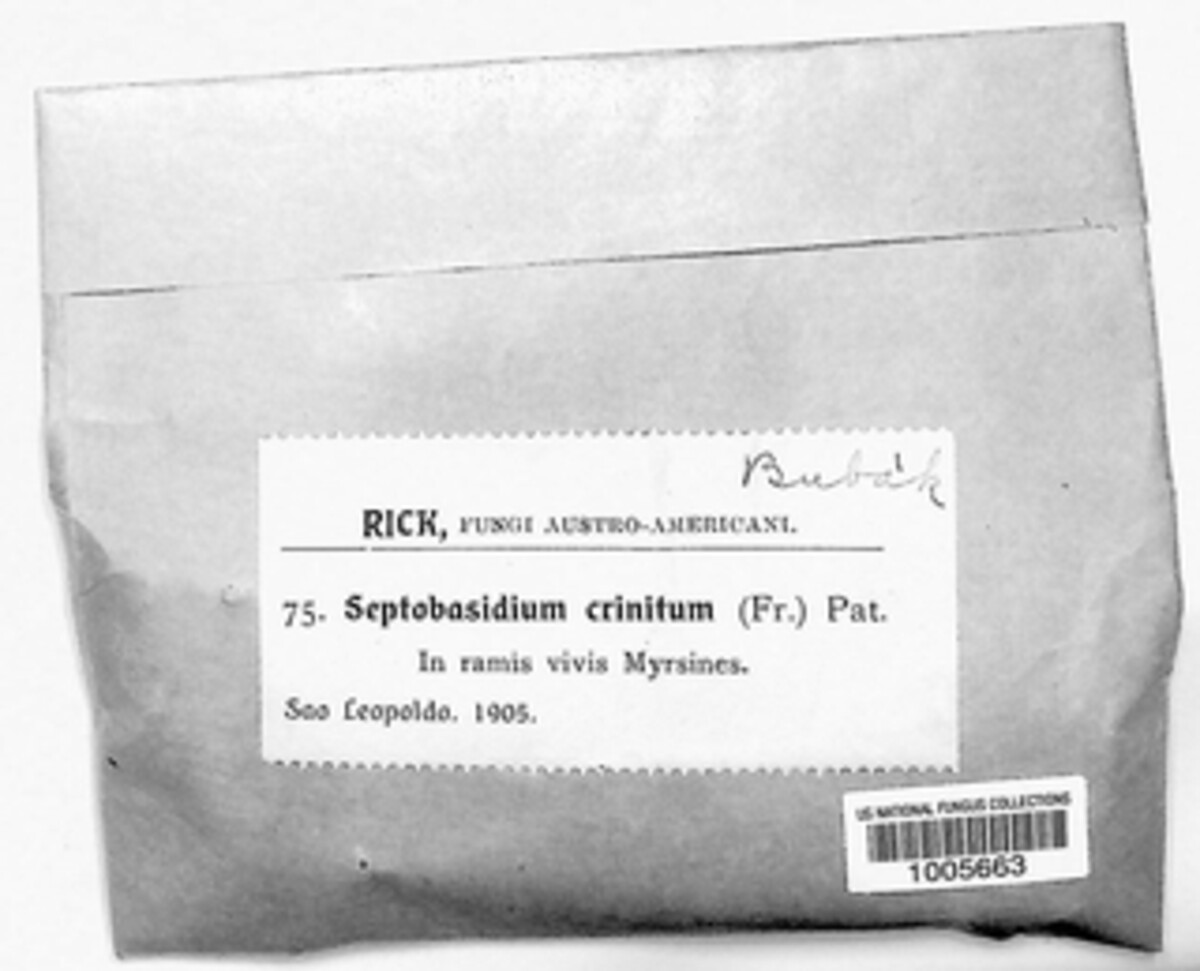 Bubák
RICK, FUNGI AUSTRO-AMERICANI.
75. Septobasidium crinitum (Fr.) Pat.
In ramis vivis Myrsines.
Sao Leopoldo. 1905.
US NATIONAL FUNGUS COLLECTIONS
1005663